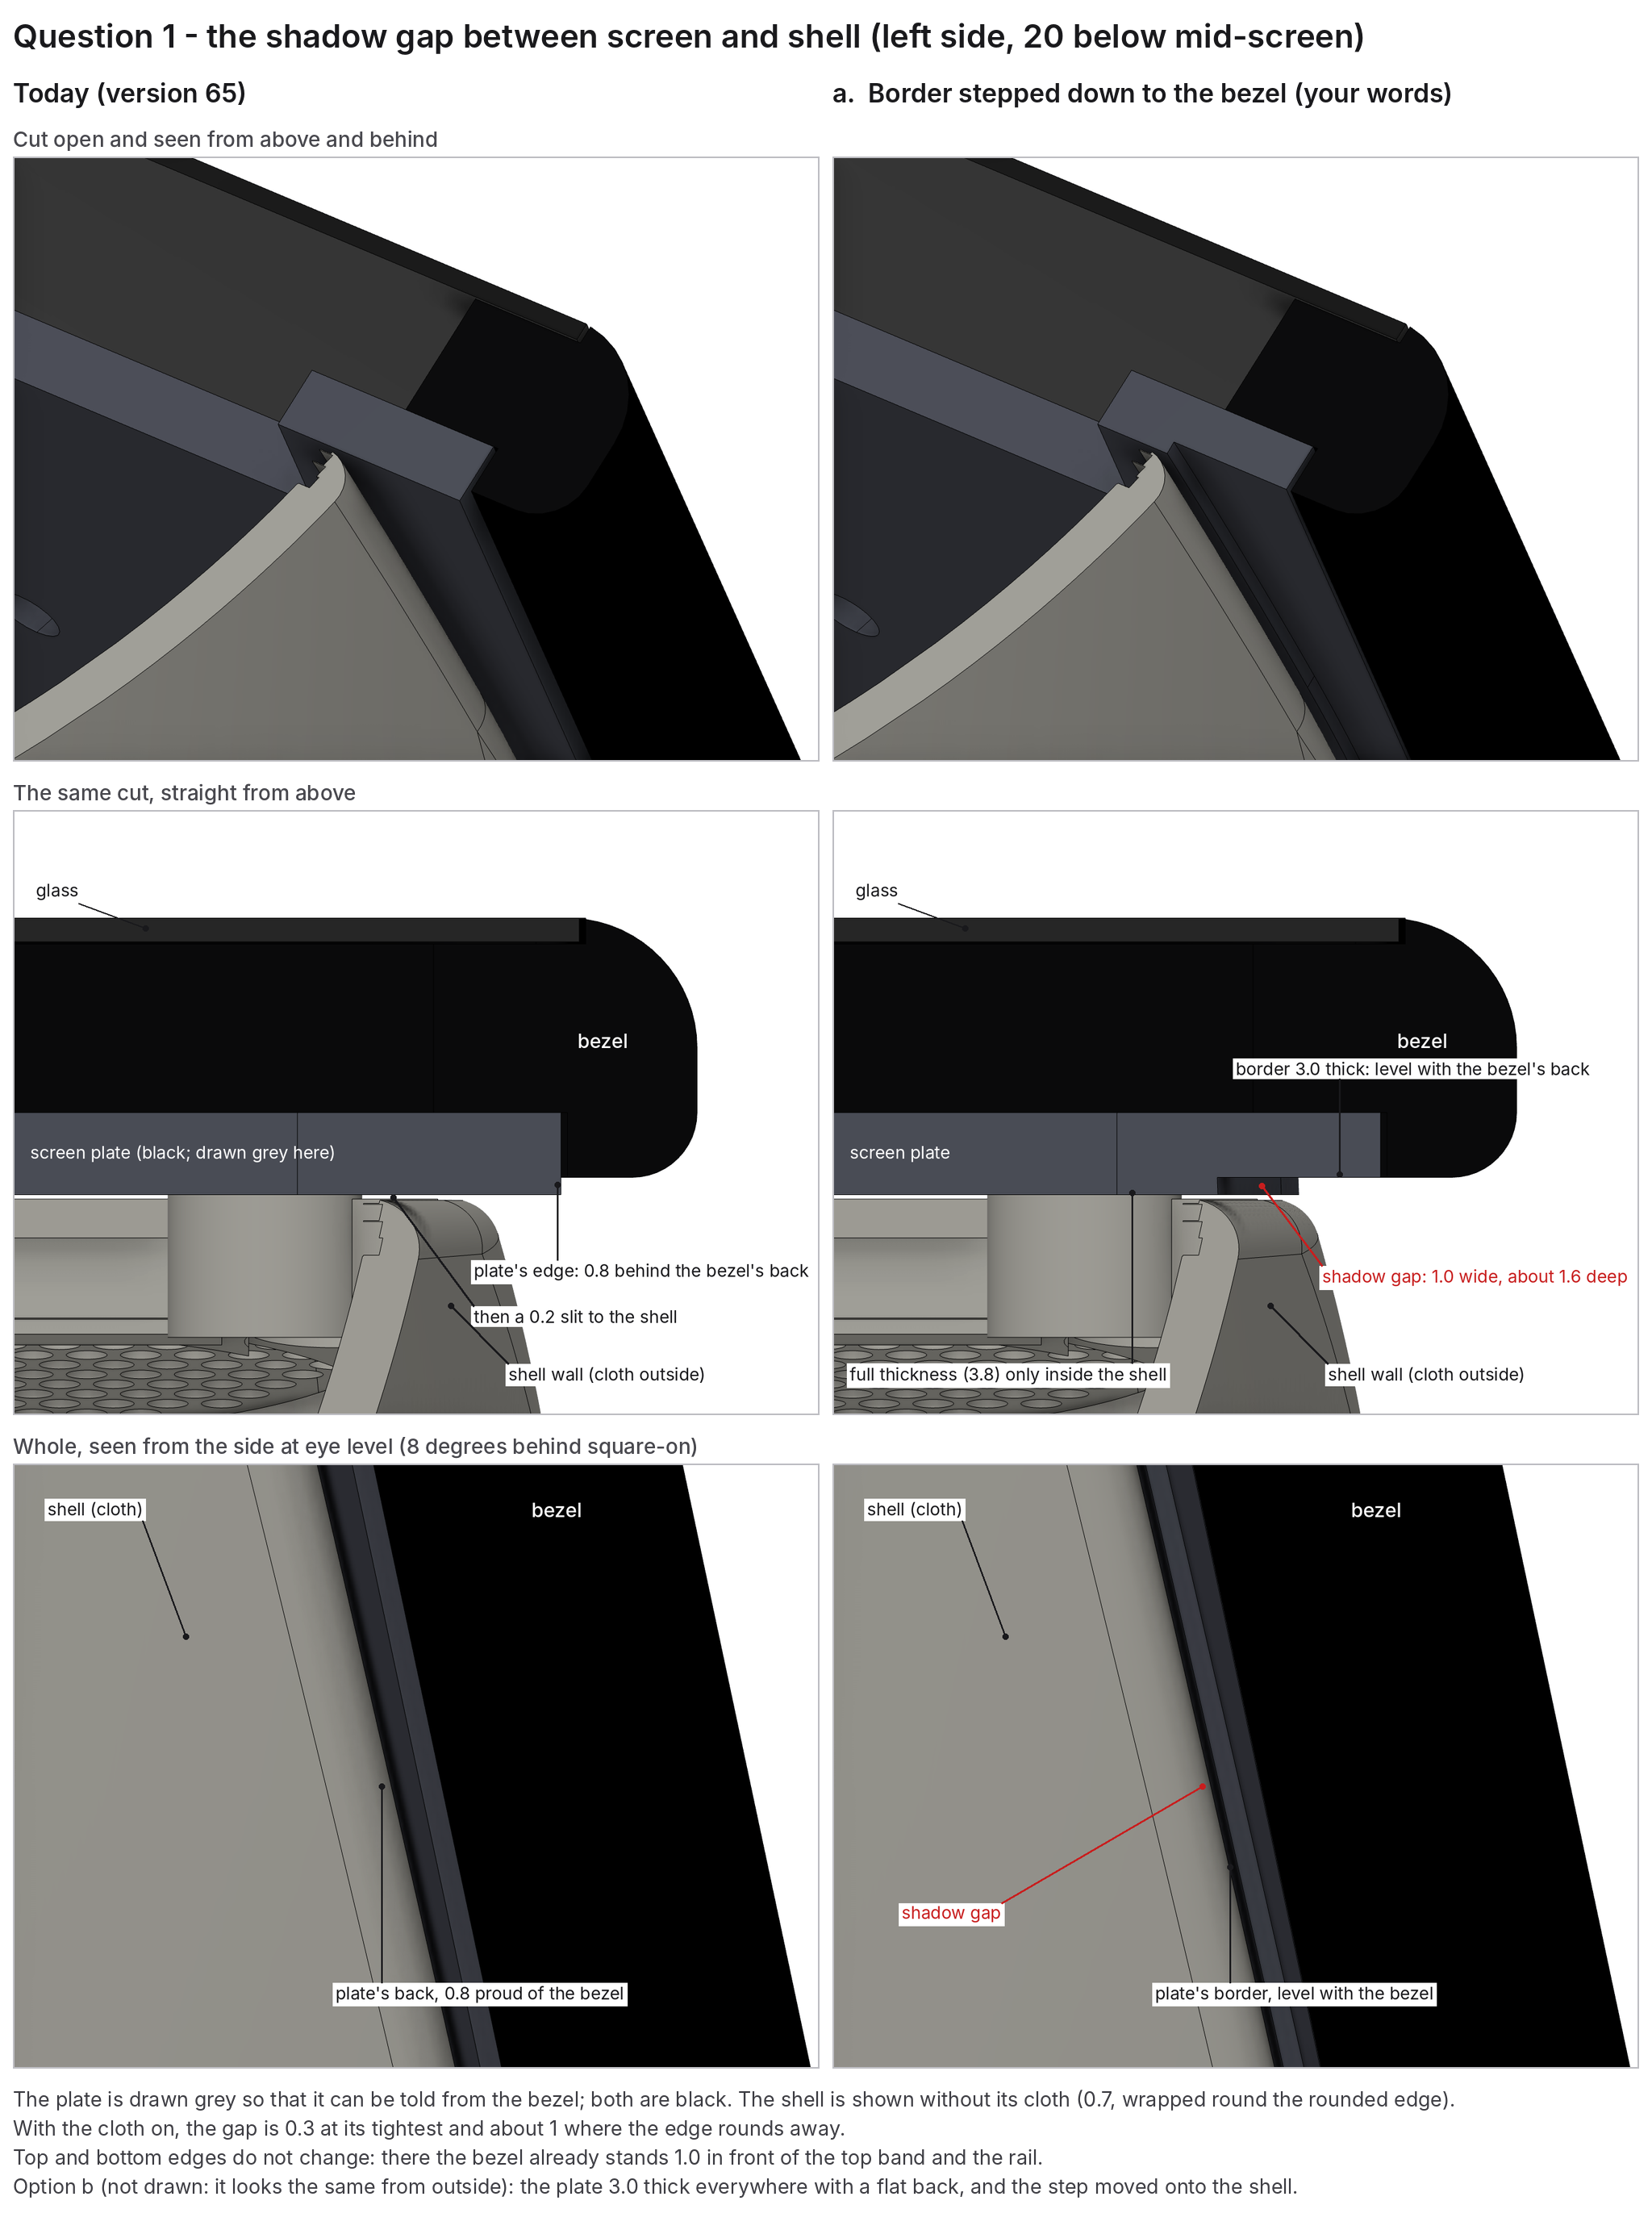 Question 1 - the shadow gap between screen and shell (left side, 20 below mid-screen)
Today (version 65)
a. Border stepped down to the bezel (your words)
Cut open and seen from above and behind
The same cut, straight from above
glass
bezel
screen plate (black; drawn grey here)
plate's edge: 0.8 behind the bezel's back
then a 0.2 slit to the shell
shell wall (cloth outside)
glass
bezel
border 3.0 thick: level with the bezel's back
screen plate
shadow gap: 1.0 wide, about 1.6 deep
full thickness (3.8) only inside the shell
shell wall (cloth outside)
Whole, seen from the side at eye level (8 degrees behind square-on)
shell (cloth)
bezel
plate's back, 0.8 proud of the bezel
shell (cloth)
bezel
shadow gap
plate's border, level with the bezel
The plate is drawn grey so that it can be told from the bezel; both are black. The shell is shown without its cloth (0.7, wrapped round the rounded edge).
With the cloth on, the gap is 0.3 at its tightest and about 1 where the edge rounds away.
Top and bottom edges do not change: there the bezel already stands 1.0 in front of the top band and the rail.
Option b (not drawn: it looks the same from outside): the plate 3.0 thick everywhere with a flat back, and the step moved onto the shell.